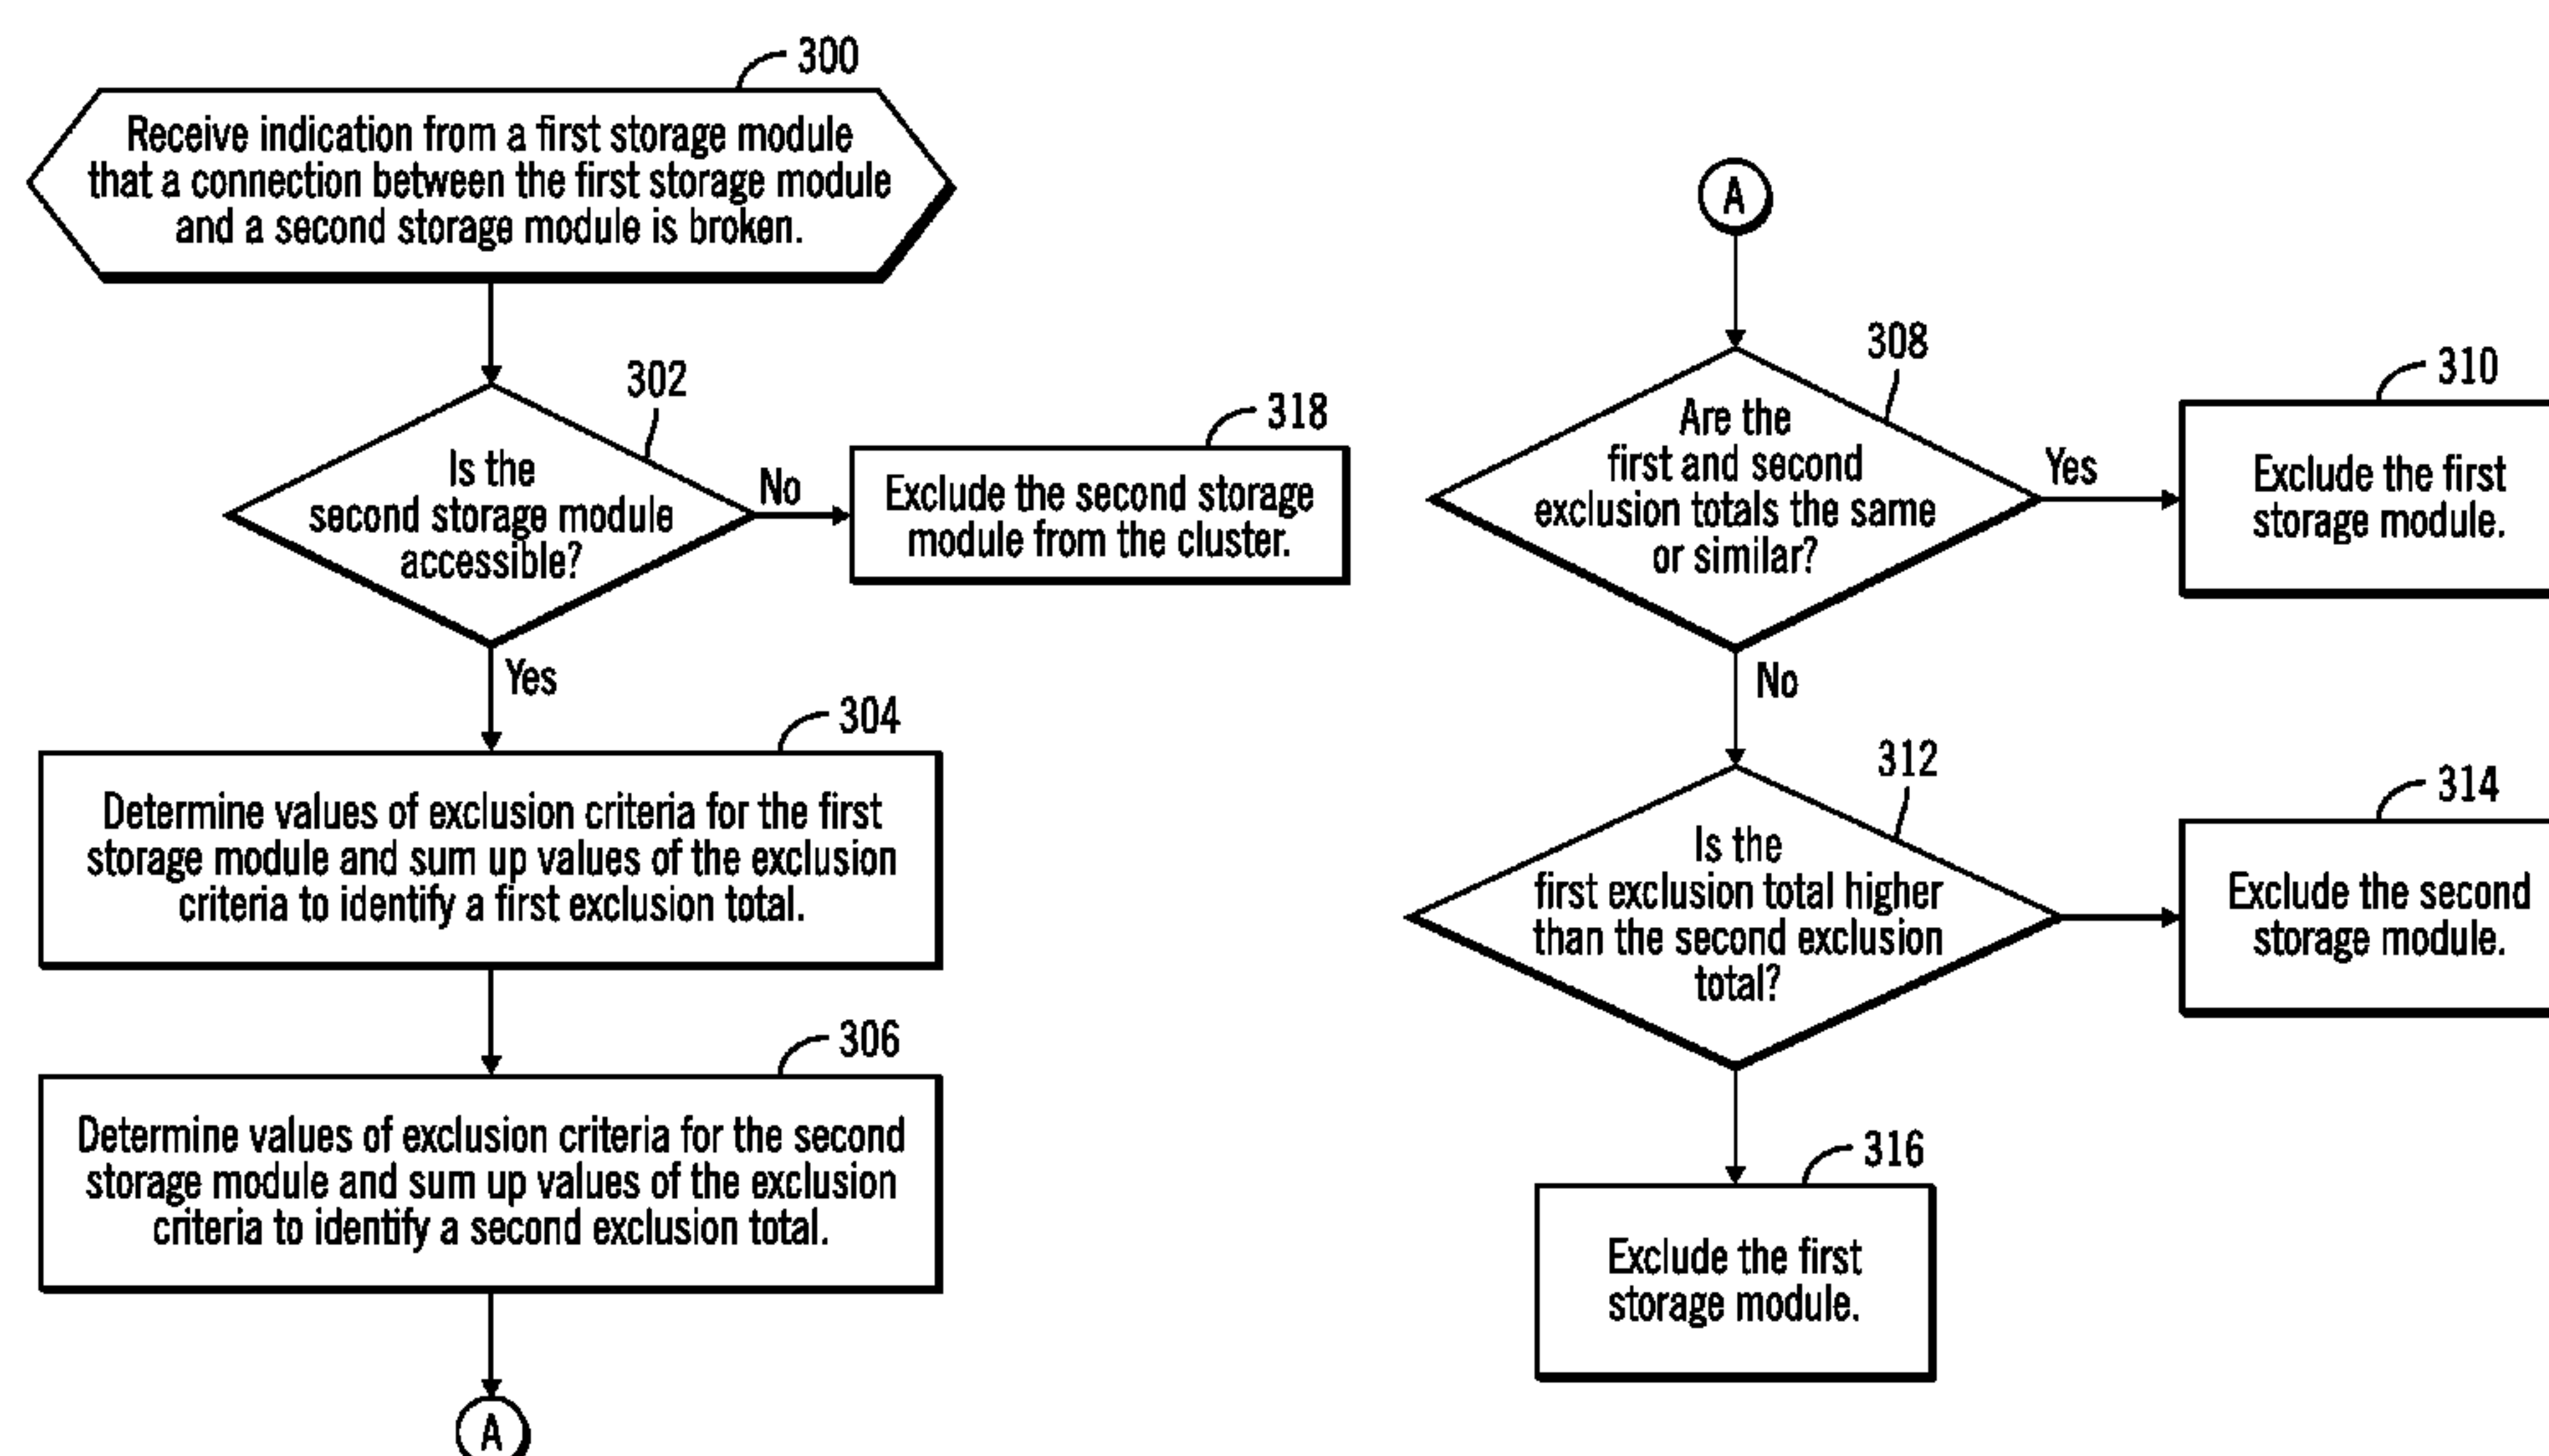 300
Receive indication from a first storage module
that a connection between the first storage module
and a second storage module is broken.
302
Is the
second storage module
accessible?
No
318
Exclude the second storage
module from the cluster.
Yes
304
Determine values of exclusion criteria for the first
storage module and sum up values of the exclusion
criteria to identify a first exclusion total.
306
Determine values of exclusion criteria for the second
storage module and sum up values of the exclusion
criteria to identify a second exclusion total.
A
A
308
Are the
first and second
exclusion totals the same
or similar?
Yes
310
Exclude the first
storage module.
No
312
Is the
first exclusion total higher
than the second exclusion
total?
314
Exclude the second
storage module.
316
Exclude the first
storage module.